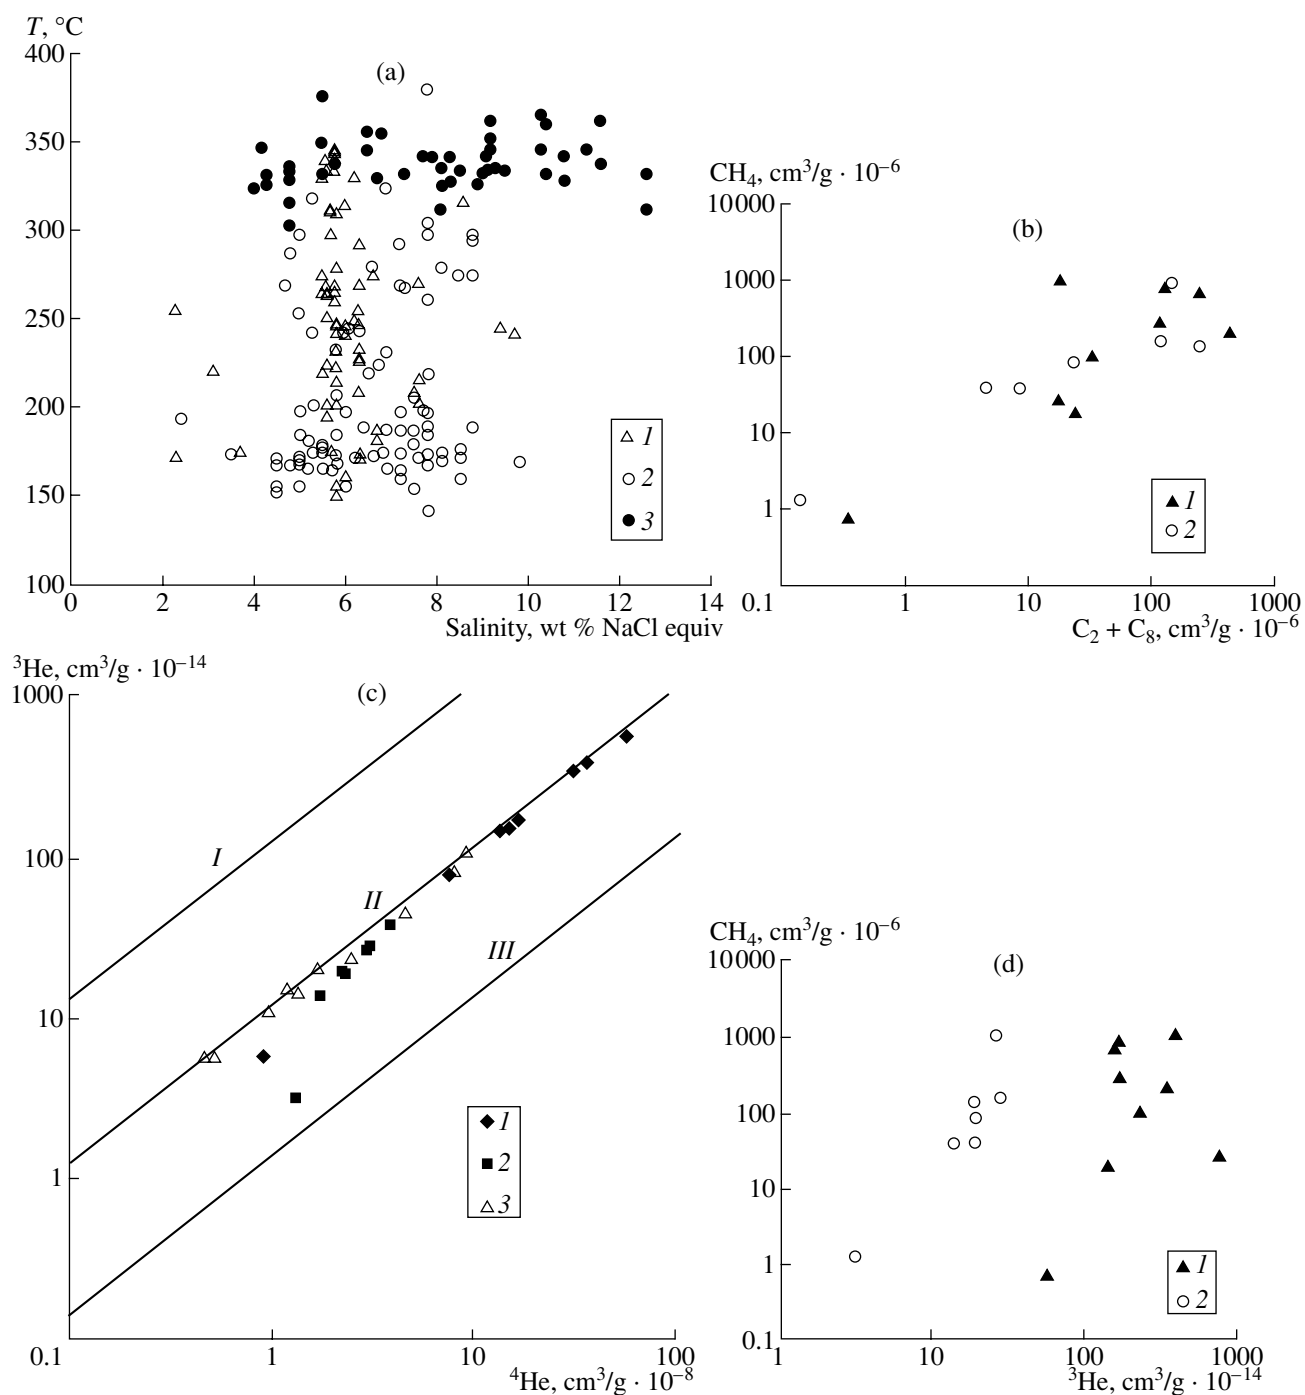 T, °C
400
350
300
250
200
150
100
(a)
1
2
3
0 2 4 6 8 10 12 14
Salinity, wt % NaCl equiv
CH₄, cm³/g · 10⁻⁶
10000
1000
100
10
1
0.1
(b)
1
2
1 10 100 1000
C₂ + C₈, cm³/g · 10⁻⁶
³He, cm³/g · 10⁻¹⁴
1000
100
10
1
0.1
(c)
I
II
III
1
2
3
1 10 100
⁴He, cm³/g · 10⁻⁸
CH₄, cm³/g · 10⁻⁶
10000
1000
100
10
1
0.1
(d)
1
2
1 10 100 1000
³He, cm³/g · 10⁻¹⁴